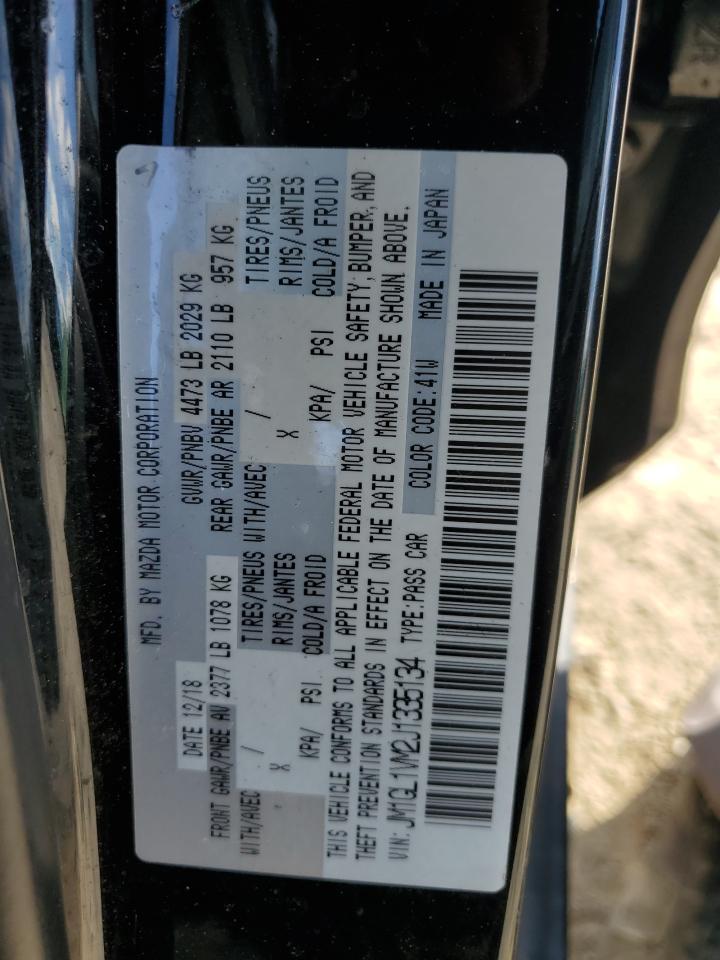 MFD. BY MAZDA MOTOR CORPORATION
DATE 12/18 GVWR/PNBV 4473 LB 2029 KG
FRONT GAWR/PNBE AV 2377 LB 1078 KG REAR GAWR/PNBE AR 2110 LB 957 KG
WITH/AVEC / TIRES/PNEUS WITH/AVEC / TIRES/PNEUS
X RIMS/JANTES X RIMS/JANTES
KPA/ PSI COLD/A FROID KPA/ PSI COLD/A FROID
THIS VEHICLE CONFORMS TO ALL APPLICABLE FEDERAL MOTOR VEHICLE SAFETY, BUMPER, AND
THEFT PREVENTION STANDARDS IN EFFECT ON THE DATE OF MANUFACTURE SHOWN ABOVE.
VIN: JM1GL1VM2J1335134 TYPE:PASS CAR COLOR CODE:41W MADE IN JAPAN